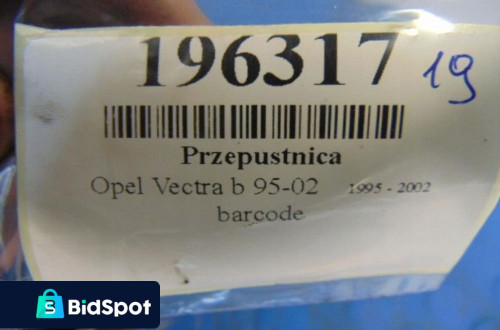 196317 19
Przepustnica
Opel Vectra b 95-02 1995 - 2002
barcode
S BidSpot